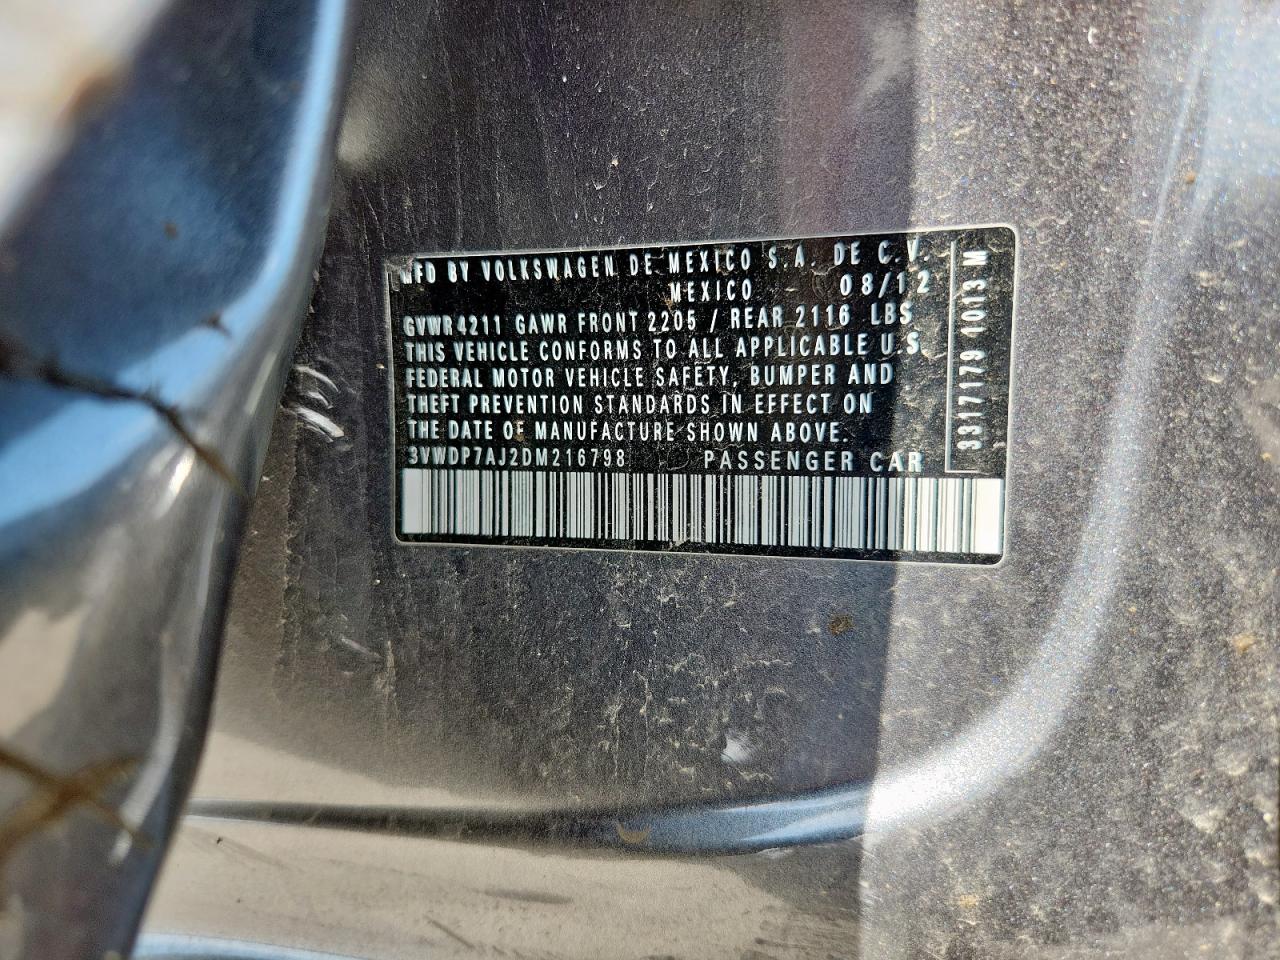 MFD BY VOLKSWAGEN DE MEXICO S.A. DE C.V.
MEXICO 08/12
GVWR 4211 GAWR FRONT 2205 / REAR 2116 LBS
THIS VEHICLE CONFORMS TO ALL APPLICABLE U.S.
FEDERAL MOTOR VEHICLE SAFETY, BUMPER AND
THEFT PREVENTION STANDARDS IN EFFECT ON
THE DATE OF MANUFACTURE SHOWN ABOVE.
3VWDP7AJ2DM216798 PASSENGER CAR
3317179 1013 M